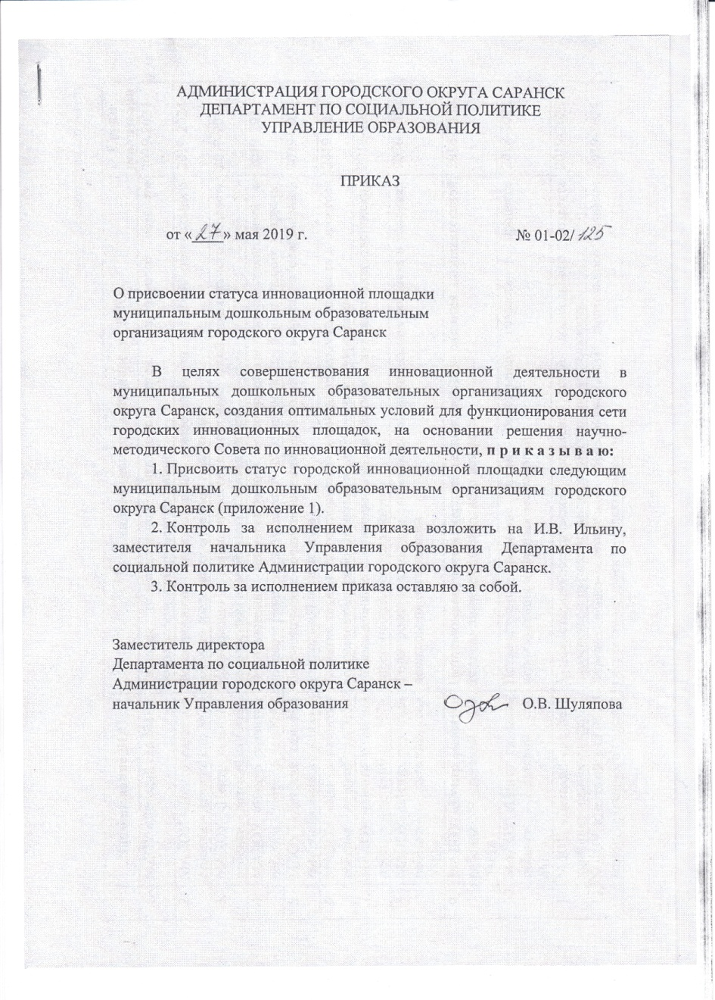 АДМИНИСТРАЦИЯ ГОРОДСКОГО ОКРУГА САРАНСК
ДЕПАРТАМЕНТ ПО СОЦИАЛЬНОЙ ПОЛИТИКЕ
УПРАВЛЕНИЕ ОБРАЗОВАНИЯ
ПРИКАЗ
от «27» мая 2019 г. № 01-02/125
О присвоении статуса инновационной площадки
муниципальным дошкольным образовательным
организациям городского округа Саранск
В целях совершенствования инновационной деятельности в
муниципальных дошкольных образовательных организациях городского
округа Саранск, создания оптимальных условий для функционирования сети
городских инновационных площадок, на основании решения научно-
методического Совета по инновационной деятельности, п р и к а з ы в а ю:
1. Присвоить статус городской инновационной площадки следующим
муниципальным дошкольным образовательным организациям городского
округа Саранск (приложение 1).
2. Контроль за исполнением приказа возложить на И.В. Ильину,
заместителя начальника Управления образования Департамента по
социальной политике Администрации городского округа Саранск.
3. Контроль за исполнением приказа оставляю за собой.
Заместитель директора
Департамента по социальной политике
Администрации городского округа Саранск –
начальник Управления образования О.В. Шуляпова